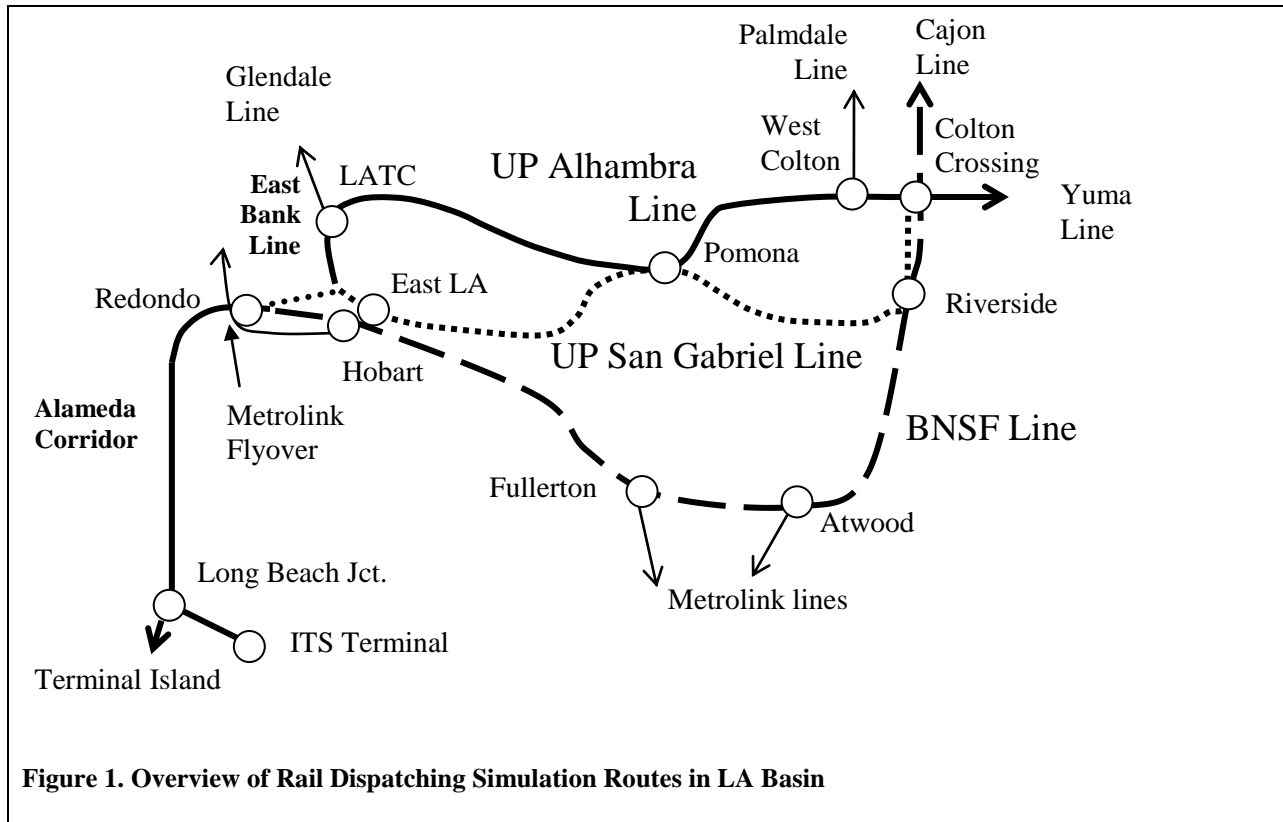 Palmdale
Line
Cajon
Line
Glendale
Line
West
Colton
Colton
Crossing
UP Alhambra
Line
LATC
East
Bank
Line
Yuma
Line
Pomona
East LA
Redondo
Riverside
UP San Gabriel Line
Hobart
Alameda
Corridor
Metrolink
Flyover
BNSF Line
Fullerton
Atwood
Long Beach Jct.
Metrolink lines
ITS Terminal
Terminal Island
Figure 1. Overview of Rail Dispatching Simulation Routes in LA Basin